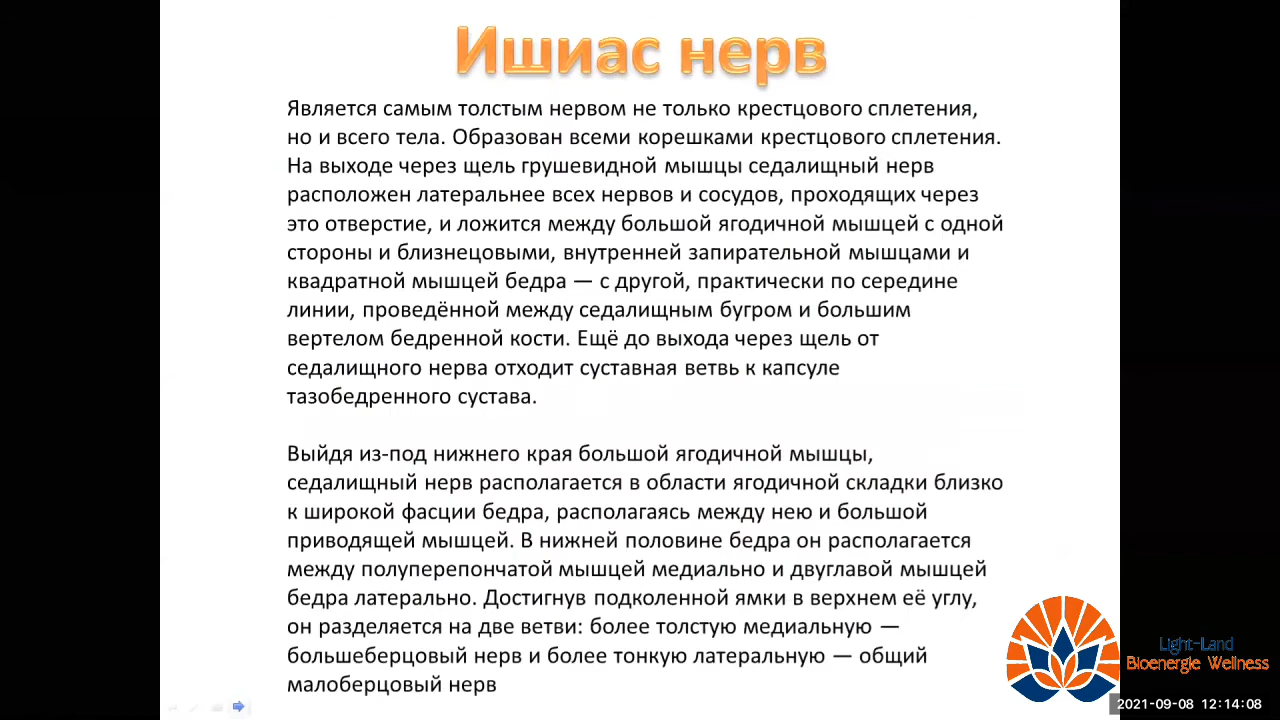 Ишиас нерв
Является самым толстым нервом не только крестцового сплетения,
но и всего тела. Образован всеми корешками крестцового сплетения.
На выходе через щель грушевидной мышцы седалищный нерв
расположен латеральнее всех нервов и сосудов, проходящих через
это отверстие, и ложится между большой ягодичной мышцей с одной
стороны и близнецовыми, внутренней запирательной мышцами и
квадратной мышцей бедра — с другой, практически по середине
линии, проведённой между седалищным бугром и большим
вертелом бедренной кости. Ещё до выхода через щель от
седалищного нерва отходит суставная ветвь к капсуле
тазобедренного сустава.
Выйдя из-под нижнего края большой ягодичной мышцы,
седалищный нерв располагается в области ягодичной складки близко
к широкой фасции бедра, располагаясь между нею и большой
приводящей мышцей. В нижней половине бедра он располагается
между полуперепончатой мышцей медиально и двуглавой мышцей
бедра латерально. Достигнув подколенной ямки в верхнем её углу,
он разделяется на две ветви: более толстую медиальную —
большеберцовый нерв и более тонкую латеральную — общий
малоберцовый нерв
Light-Land
Bioenergie Wellness
2021-09-08 12:14:08